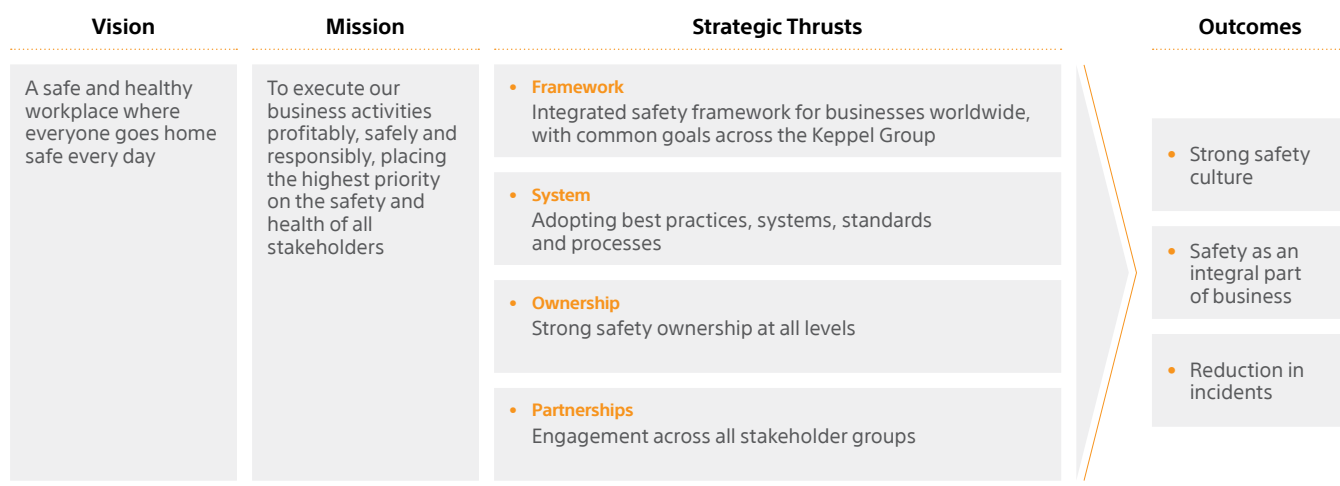 Vision
A safe and healthy
workplace where
everyone goes home
safe every day
Mission
To execute our
business activities
profitably, safely and
responsibly, placing
the highest priority
on the safety and
health of all
stakeholders
Strategic Thrusts
• Framework
Integrated safety framework for businesses worldwide,
with common goals across the Keppel Group
• System
Adopting best practices, systems, standards
and processes
• Ownership
Strong safety ownership at all levels
• Partnerships
Engagement across all stakeholder groups
Outcomes
• Strong safety
culture
• Safety as an
integral part
of business
• Reduction in
incidents